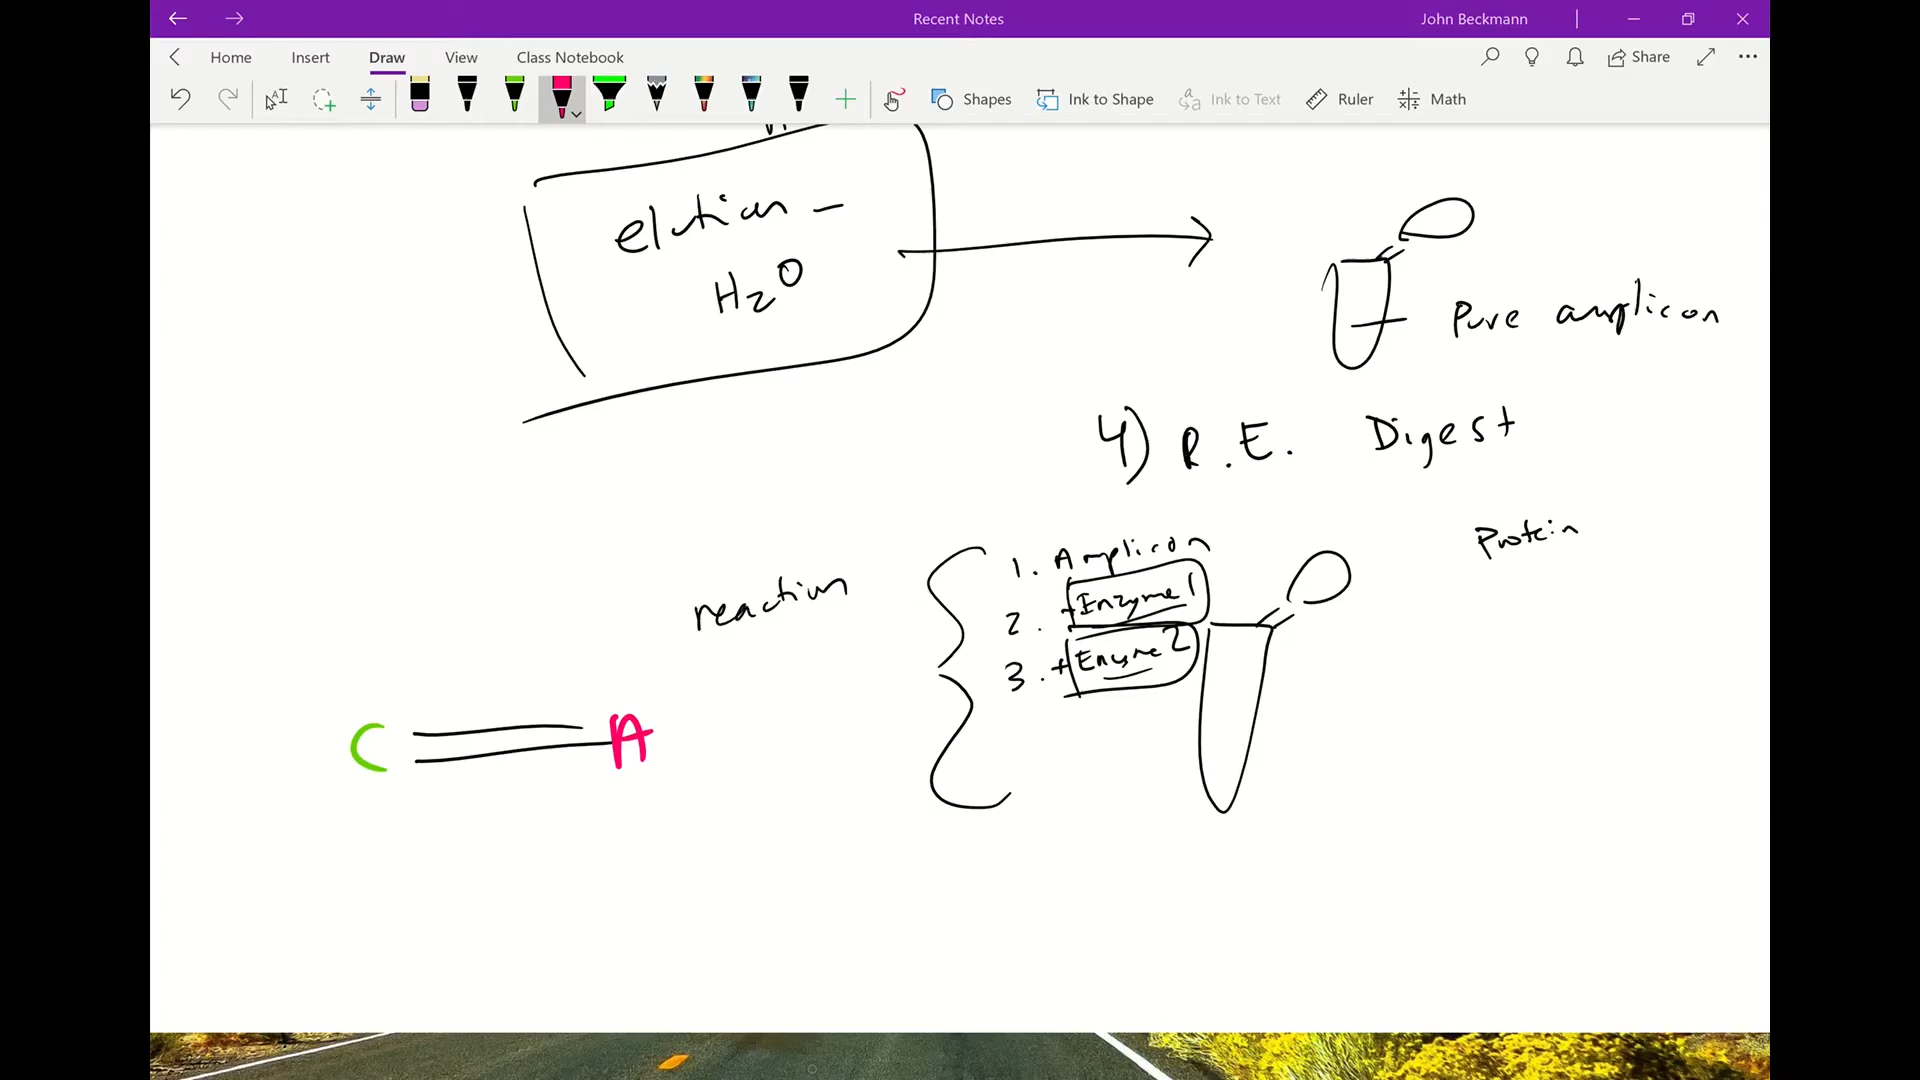 Recent Notes
John Beckmann
Home Insert Draw View Class Notebook
Share
Shapes
Ink to Shape
Ink to Text
Ruler
Math
elution -
H2O
Pure amplicon
4) R.E. Digest
Protein
1. Amplicon
reaction
2. + Enzyme 1
3. + Enzyme 2
C
A